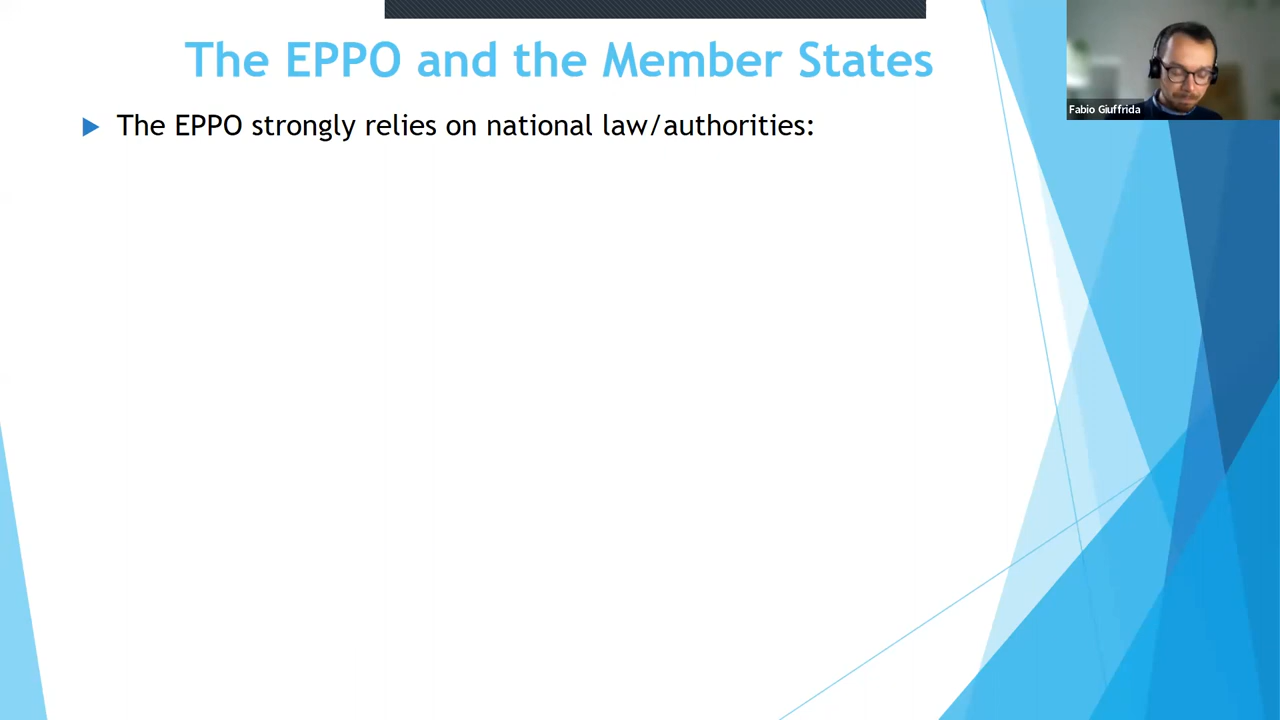 The EPPO and the Member States
The EPPO strongly relies on national law/authorities:
Fabio Giuffrida